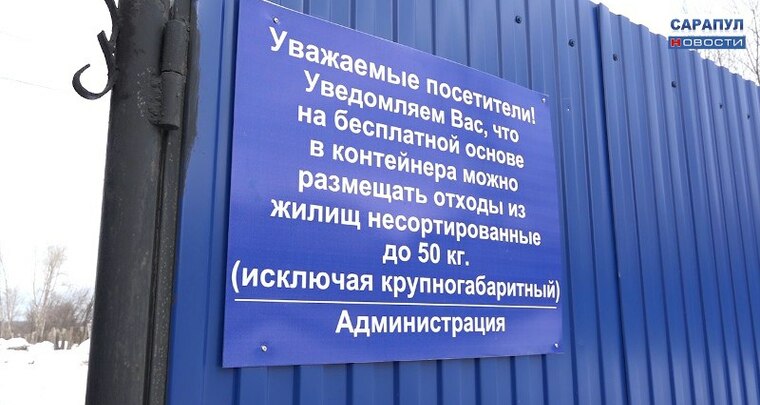 САРАПУЛ
НОВОСТИ
Уважаемые посетители!
Уведомляем Вас, что
на бесплатной основе
в контейнера можно
размещать отходы из
жилищ несортированные
до 50 кг.
(исключая крупногабаритный)
Администрация